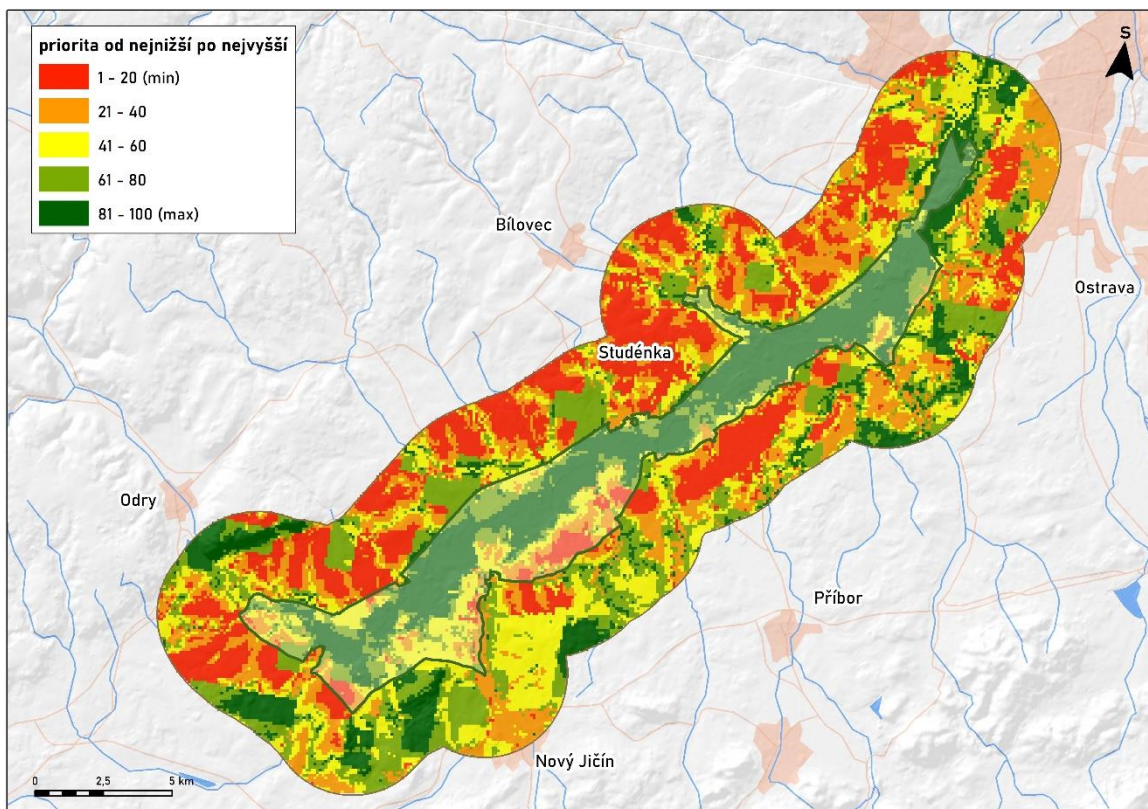 priorita od nejnižší po nejvyšší
1 - 20 (min)
21 - 40
41 - 60
61 - 80
81 - 100 (max)
S
Bílovec
Ostrava
Studénka
Odry
Příbor
Nový Jičín
0 2,5 5 km